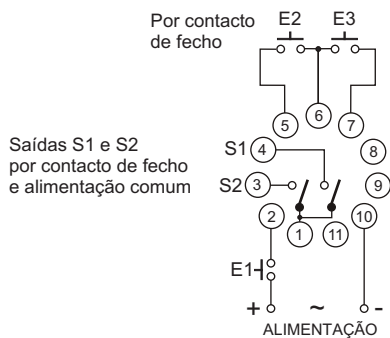 Por contacto
de fecho
E2 E3
5 6 7
Saídas S1 e S2
por contacto de fecho
e alimentação comum
S1 4 8
S2 3 9
2 1 11 10
E1
+ ~ -
ALIMENTAÇÃO